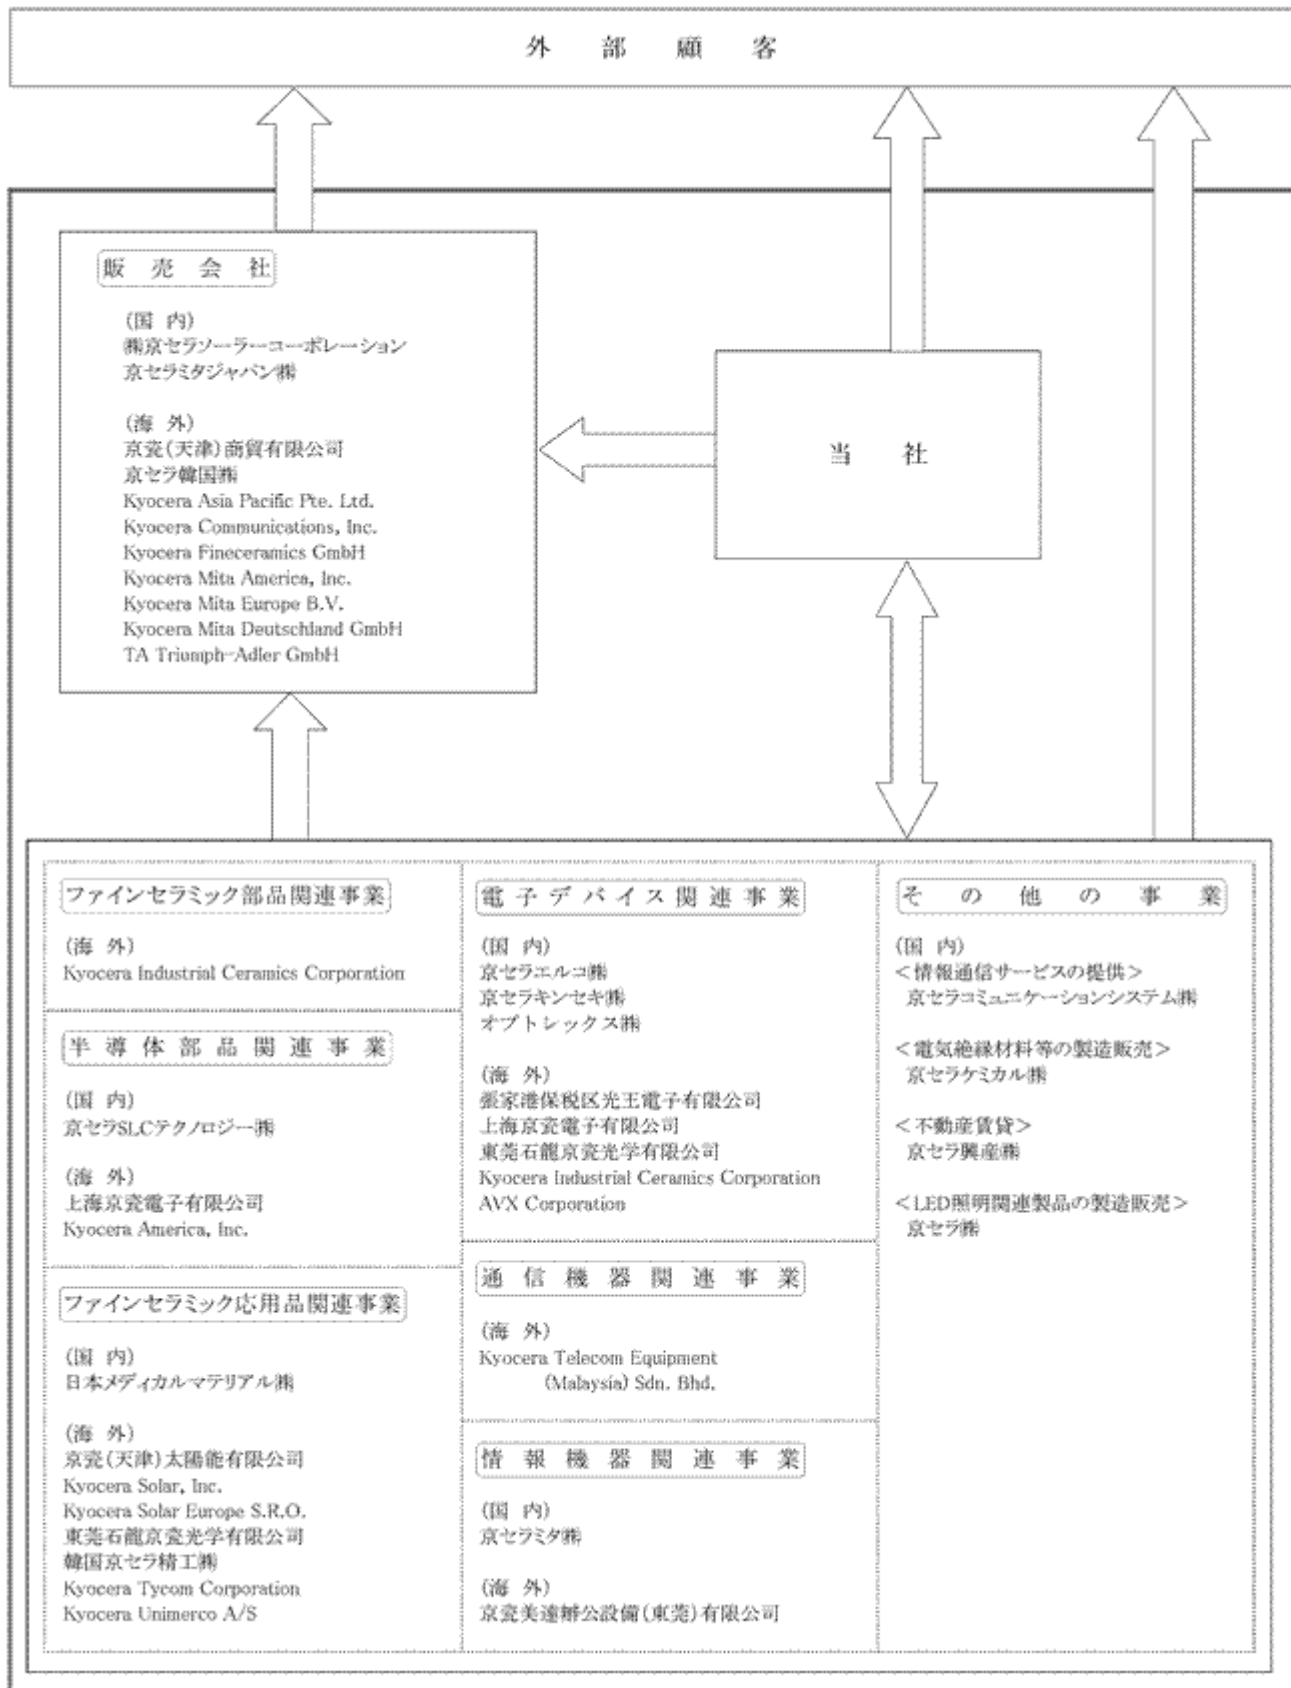 外部顧客
販売会社
(国内)
㈱京セラソーラーコーポレーション
京セラミタジャパン㈱
(海外)
京瓷(天津)商貿有限公司
京セラ韓国㈱
Kyocera Asia Pacific Pte. Ltd.
Kyocera Communications, Inc.
Kyocera Fineceramics GmbH
Kyocera Mita America, Inc.
Kyocera Mita Europe B.V.
Kyocera Mita Deutschland GmbH
TA Triumph-Adler GmbH
当社
ファインセラミック部品関連事業
(海外)
Kyocera Industrial Ceramics Corporation
半導体部品関連事業
(国内)
京セラSLCテクノロジー㈱
(海外)
上海京瓷電子有限公司
Kyocera America, Inc.
ファインセラミック応用品関連事業
(国内)
日本メディカルマテリアル㈱
(海外)
京瓷(天津)太陽能有限公司
Kyocera Solar, Inc.
Kyocera Solar Europe S.R.O.
東莞石龍京瓷光学有限公司
韓国京セラ精工㈱
Kyocera Tycom Corporation
Kyocera Unimerco A/S
電子デバイス関連事業
(国内)
京セラエルコ㈱
京セラキンセキ㈱
オプトレックス㈱
(海外)
張家港保税区光王電子有限公司
上海京瓷電子有限公司
東莞石龍京瓷光学有限公司
Kyocera Industrial Ceramics Corporation
AVX Corporation
通信機器関連事業
(海外)
Kyocera Telecom Equipment
(Malaysia) Sdn. Bhd.
情報機器関連事業
(国内)
京セラミタ㈱
(海外)
京瓷美達辦公設備(東莞)有限公司
その他の事業
(国内)
＜情報通信サービスの提供＞
京セラコミュニケーションシステム㈱
＜電気絶縁材料等の製造販売＞
京セラケミカル㈱
＜不動産賃貸＞
京セラ興産㈱
＜LED照明関連製品の製造販売＞
京セラ㈱